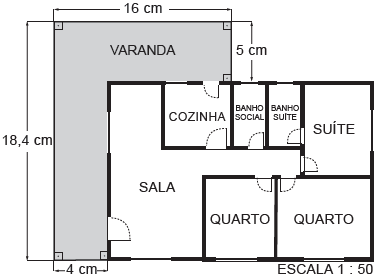 16 cm
VARANDA
5 cm
18,4 cm
COZINHA
BANHO
SOCIAL
BANHO
SUÍTE
SUÍTE
SALA
QUARTO
QUARTO
4 cm
ESCALA 1 : 50